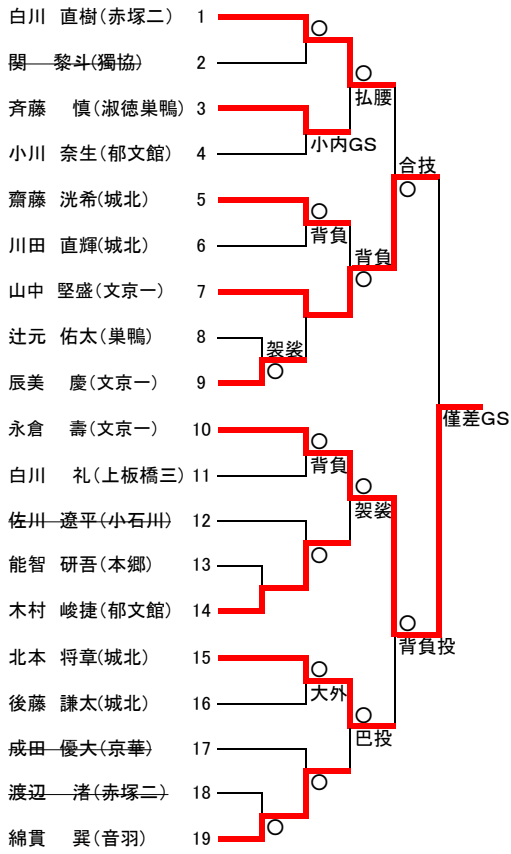 白川 直樹(赤塚二) 1
関 黎斗(獨協) 2
斉藤 慎(淑徳巣鴨) 3
小川 奈生(郁文館) 4
齋藤 洸希(城北) 5
川田 直輝(城北) 6
山中 堅盛(文京一) 7
辻元 佑太(巣鴨) 8
辰美 慶(文京一) 9
永倉 壽(文京一) 10
白川 礼(上板橋三) 11
佐川 遼平(小石川) 12
能智 研吾(本郷) 13
木村 峻捷(郁文館) 14
北本 将章(城北) 15
後藤 謙太(城北) 16
成田 優大(京華) 17
渡辺 渚(赤塚二) 18
綿貫 巽(音羽) 19
○
○
払腰
小内GS
合技
○
○
背負
背負
○
袈裟
○
僅差GS
○
背負
○
袈裟
○
○
背負投
○
大外
○
巴投
○
○